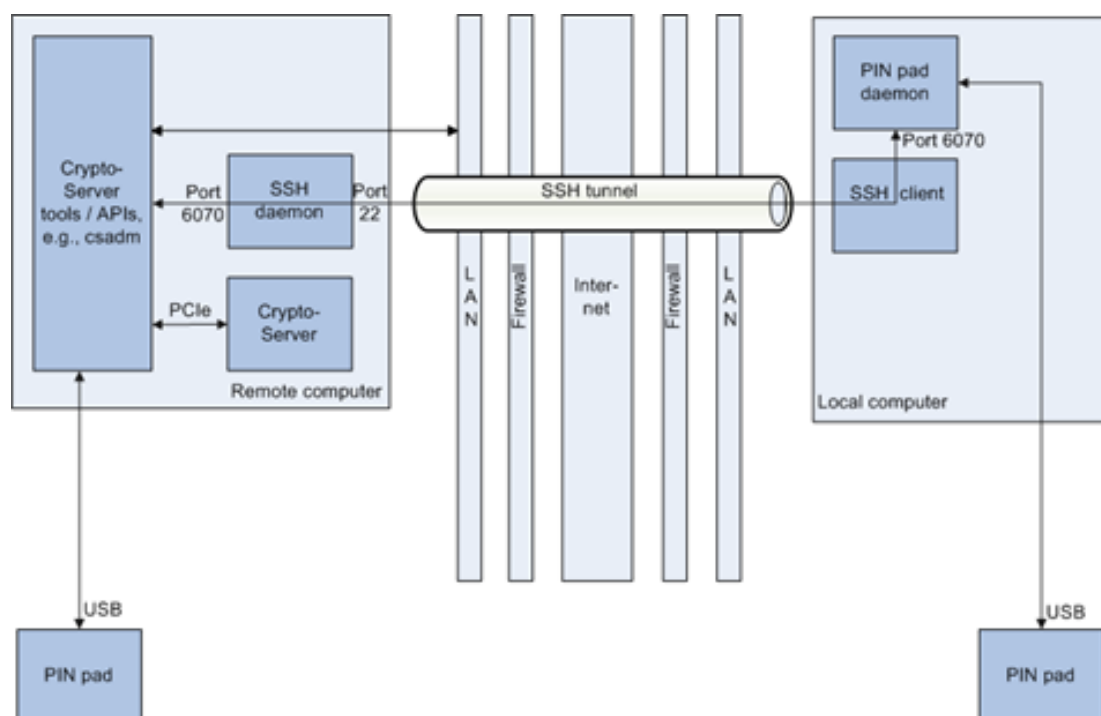 Crypto-
Server
tools / APIs,
e.g., csadm
Port
6070
SSH
daemon
Port
22
PCIe
Crypto-
Server
Remote computer
USB
PIN pad
SSH tunnel
L
A
N
Firewall
Inter-
net
Firewall
L
A
N
PIN pad
daemon
Port 6070
SSH client
Local computer
USB
PIN pad